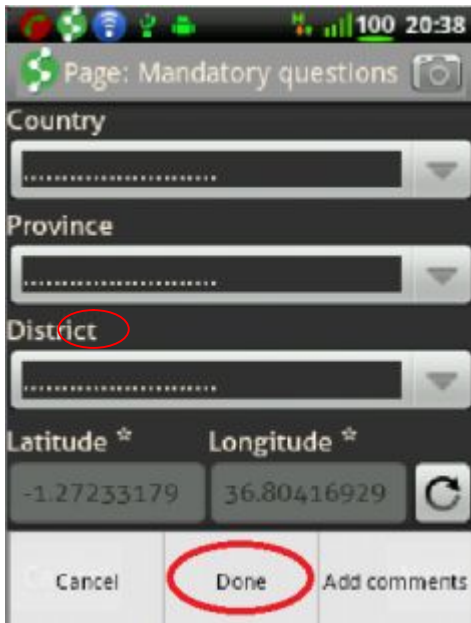 100 20:38
Page: Mandatory questions
Country
..........................
Province
..........................
District
..........................
Latitude * Longitude *
-1.27233179 36.80416929
Cancel Done Add comments